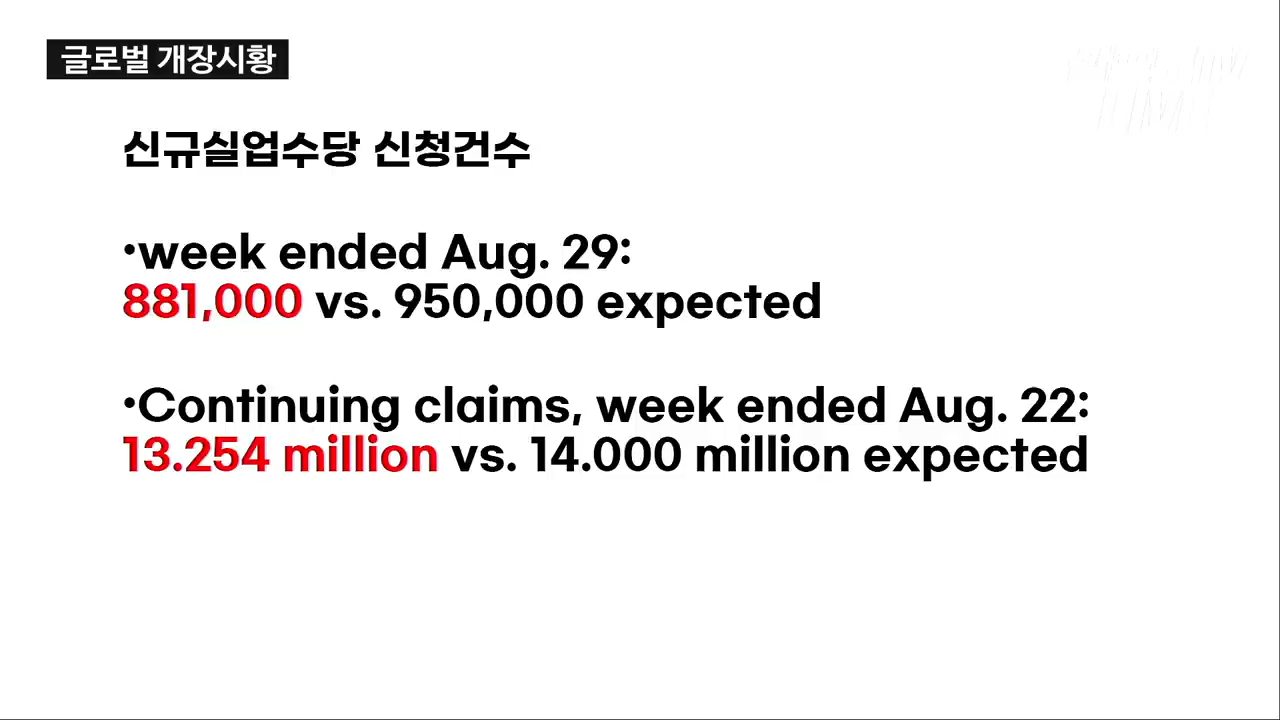 글로벌 개장시황
신규실업수당 신청건수
•week ended Aug. 29:
881,000 vs. 950,000 expected
•Continuing claims, week ended Aug. 22:
13.254 million vs. 14.000 million expected